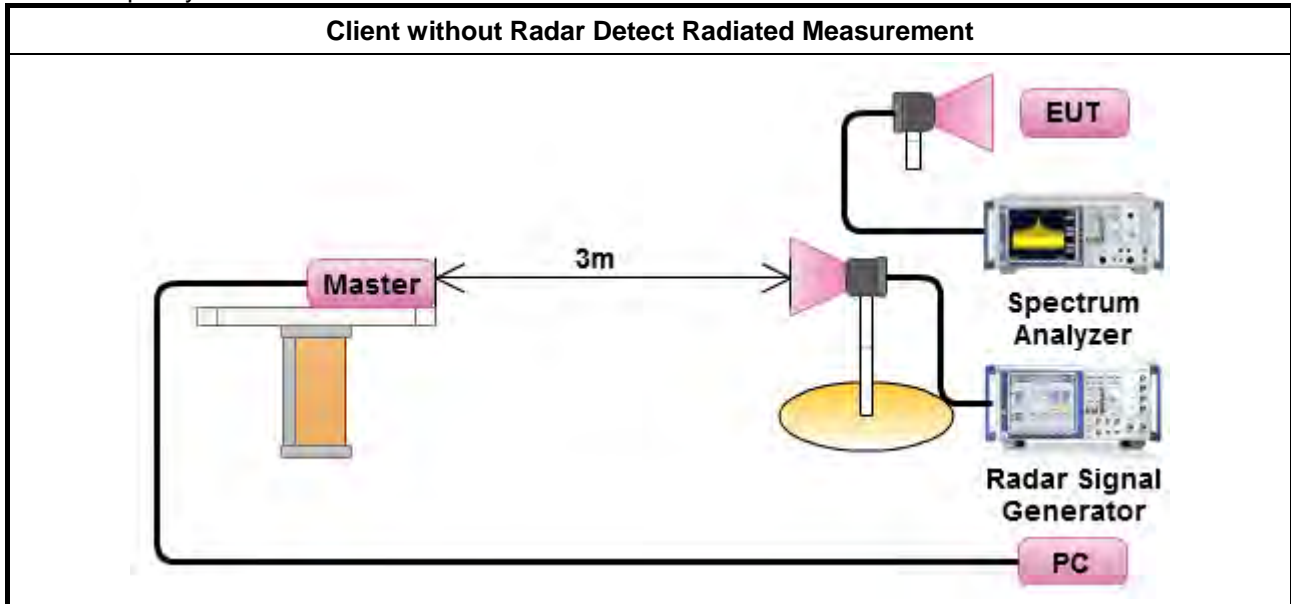 Client without Radar Detect Radiated Measurement
EUT
3m
Master
Spectrum
Analyzer
Radar Signal
Generator
PC